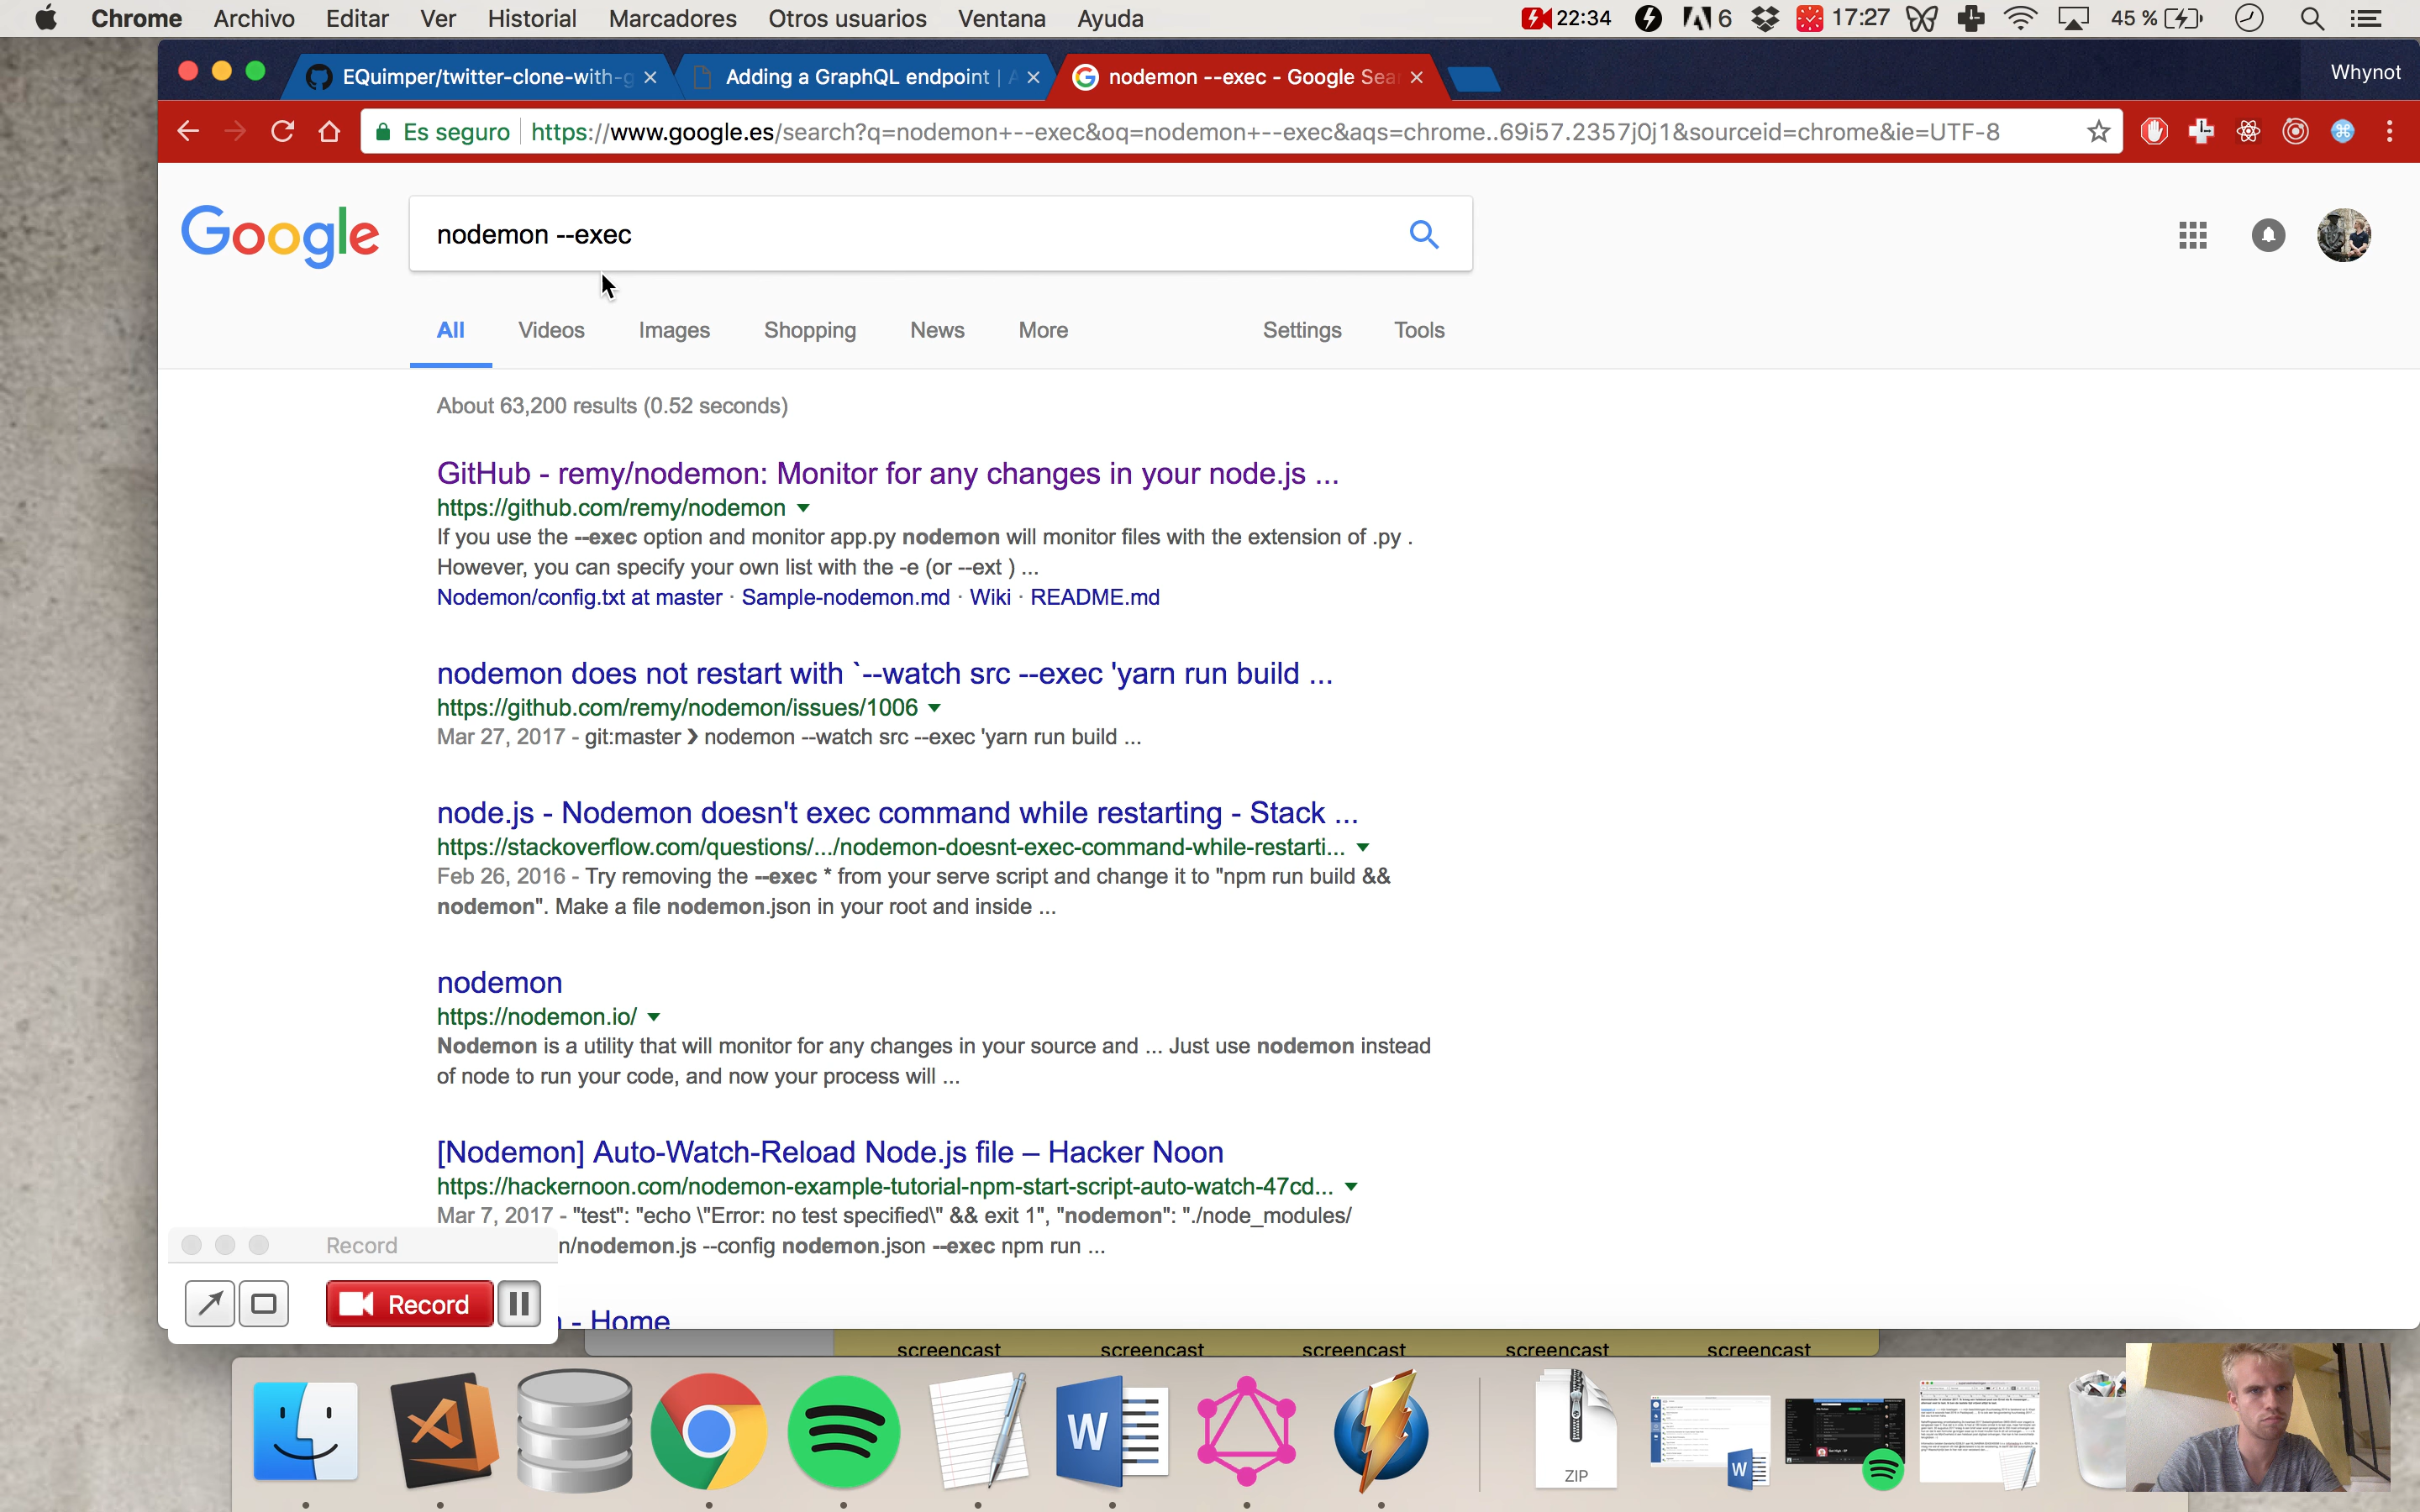 Chrome Archivo Editar Ver Historial Marcadores Otros usuarios Ventana Ayuda 22:34 6 17:27 45 %
EQuimper/twitter-clone-with-g Adding a GraphQL endpoint | A nodemon --exec - Google Sea Whynot
Es seguro https://www.google.es/search?q=nodemon+--exec&oq=nodemon+--exec&aqs=chrome..69i57.2357j0j1&sourceid=chrome&ie=UTF-8
Google nodemon --exec
All Videos Images Shopping News More Settings Tools
About 63,200 results (0.52 seconds)
GitHub - remy/nodemon: Monitor for any changes in your node.js ...
https://github.com/remy/nodemon
If you use the --exec option and monitor app.py nodemon will monitor files with the extension of .py .
However, you can specify your own list with the -e (or --ext ) ...
Nodemon/config.txt at master · Sample-nodemon.md · Wiki · README.md
nodemon does not restart with `--watch src --exec 'yarn run build ...
https://github.com/remy/nodemon/issues/1006
Mar 27, 2017 - git:master ❯ nodemon --watch src --exec 'yarn run build ...
node.js - Nodemon doesn't exec command while restarting - Stack ...
https://stackoverflow.com/questions/.../nodemon-doesnt-exec-command-while-restarti...
Feb 26, 2016 - Try removing the --exec * from your serve script and change it to "npm run build &&
nodemon". Make a file nodemon.json in your root and inside ...
nodemon
https://nodemon.io/
Nodemon is a utility that will monitor for any changes in your source and ... Just use nodemon instead
of node to run your code, and now your process will ...
[Nodemon] Auto-Watch-Reload Node.js file – Hacker Noon
https://hackernoon.com/nodemon-example-tutorial-npm-start-script-auto-watch-47cd...
Mar 7, 2017 - "test": "echo \"Error: no test specified\" && exit 1", "nodemon": "./node_modules/
n/nodemon.js --config nodemon.json --exec npm run ...
Record
Record
- Home
screencast screencast screencast screencast screencast
W
ZIP
W